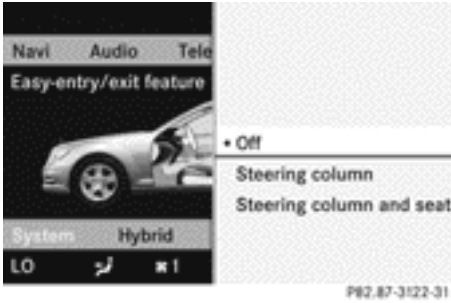 Navi Audio Tele
Easy-entry/exit feature
• Off
Steering column
Steering column and seat
System Hybrid
LO 1
P82.87-3122-31